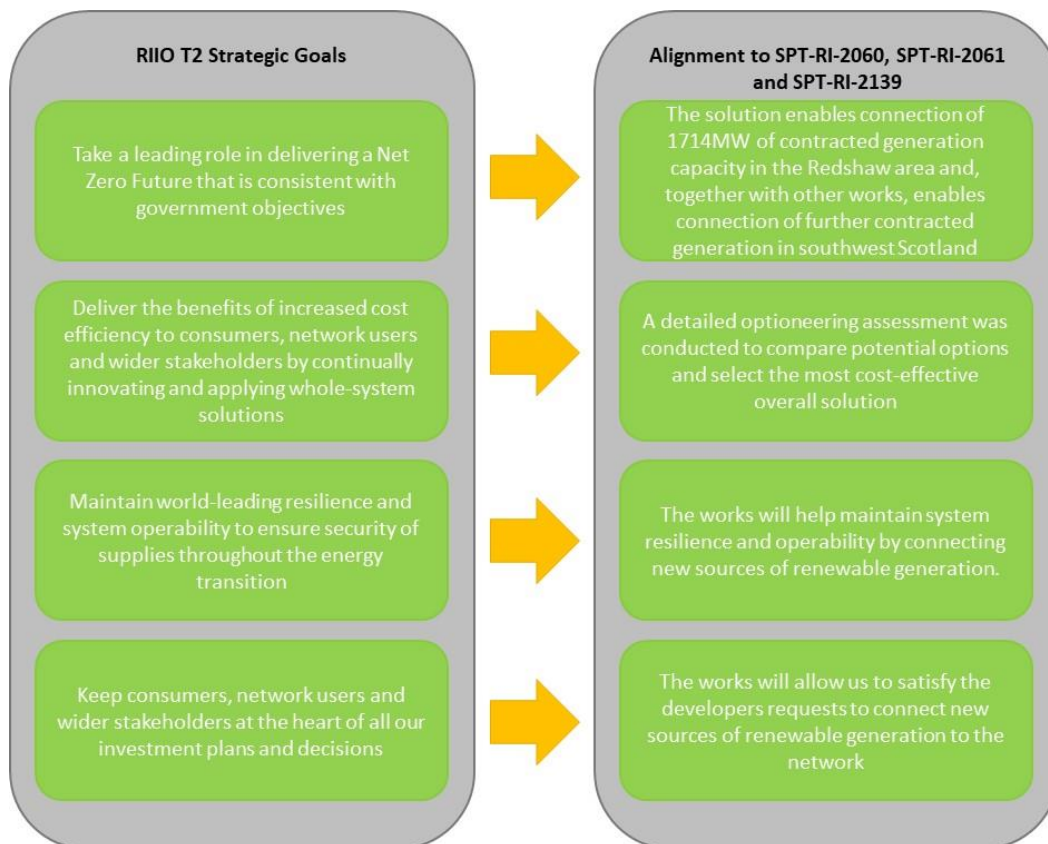 RIIO T2 Strategic Goals
Take a leading role in delivering a Net
Zero Future that is consistent with
government objectives
Deliver the benefits of increased cost
efficiency to consumers, network users
and wider stakeholders by continually
innovating and applying whole-system
solutions
Maintain world-leading resilience and
system operability to ensure security of
supplies throughout the energy
transition
Keep consumers, network users and
wider stakeholders at the heart of all our
investment plans and decisions
Alignment to SPT-RI-2060, SPT-RI-2061
and SPT-RI-2139
The solution enables connection of
1714MW of contracted generation
capacity in the Redshaw area and,
together with other works, enables
connection of further contracted
generation in southwest Scotland
A detailed optioneering assessment was
conducted to compare potential options
and select the most cost-effective
overall solution
The works will help maintain system
resilience and operability by connecting
new sources of renewable generation.
The works will allow us to satisfy the
developers requests to connect new
sources of renewable generation to the
network